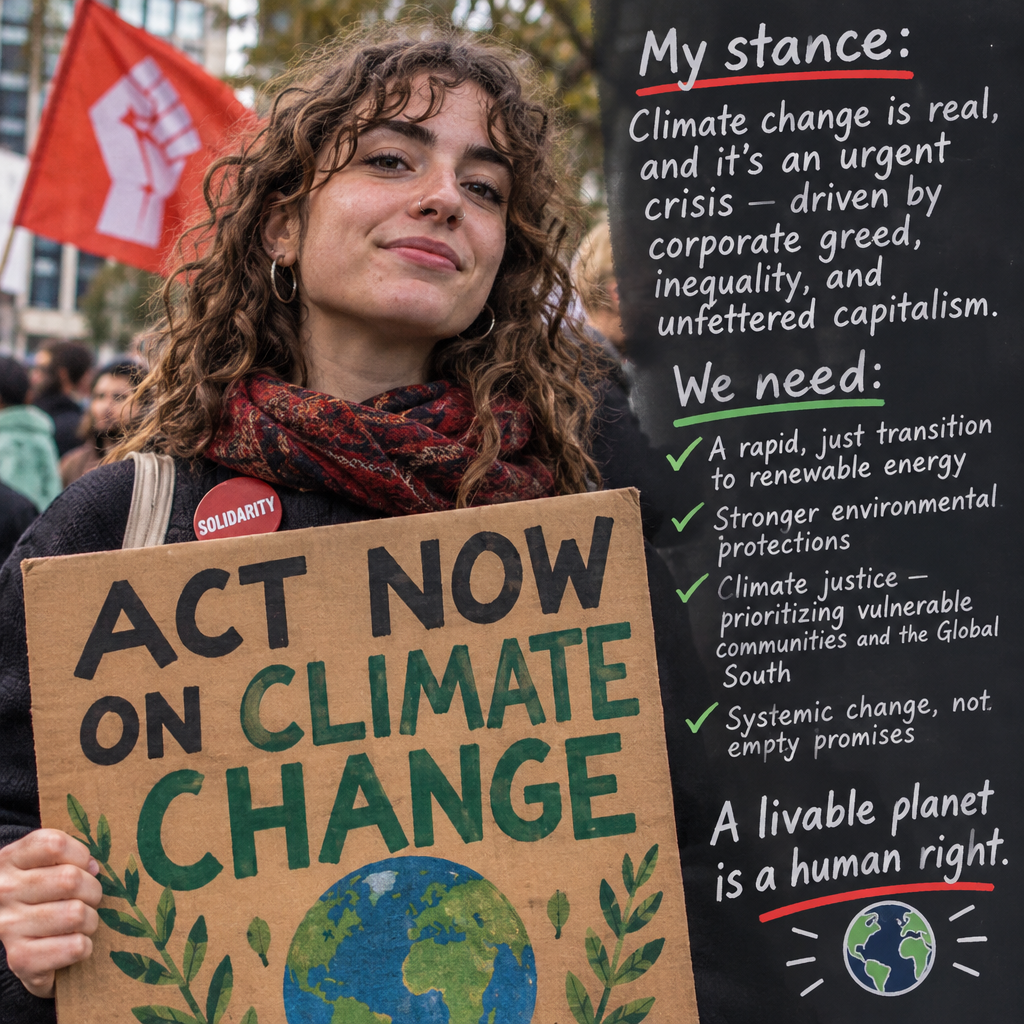 SOLIDARITY
ACT NOW
ON CLIMATE
CHANGE
My stance:
Climate change is real,
and it's an urgent
crisis — driven by
corporate greed,
inequality, and
unfettered capitalism.
We need:
A rapid, just transition
to renewable energy
Stronger environmental
protections
Climate justice —
prioritizing vulnerable
communities and the Global
South
Systemic change, not
empty promises
A livable planet
is a human right.